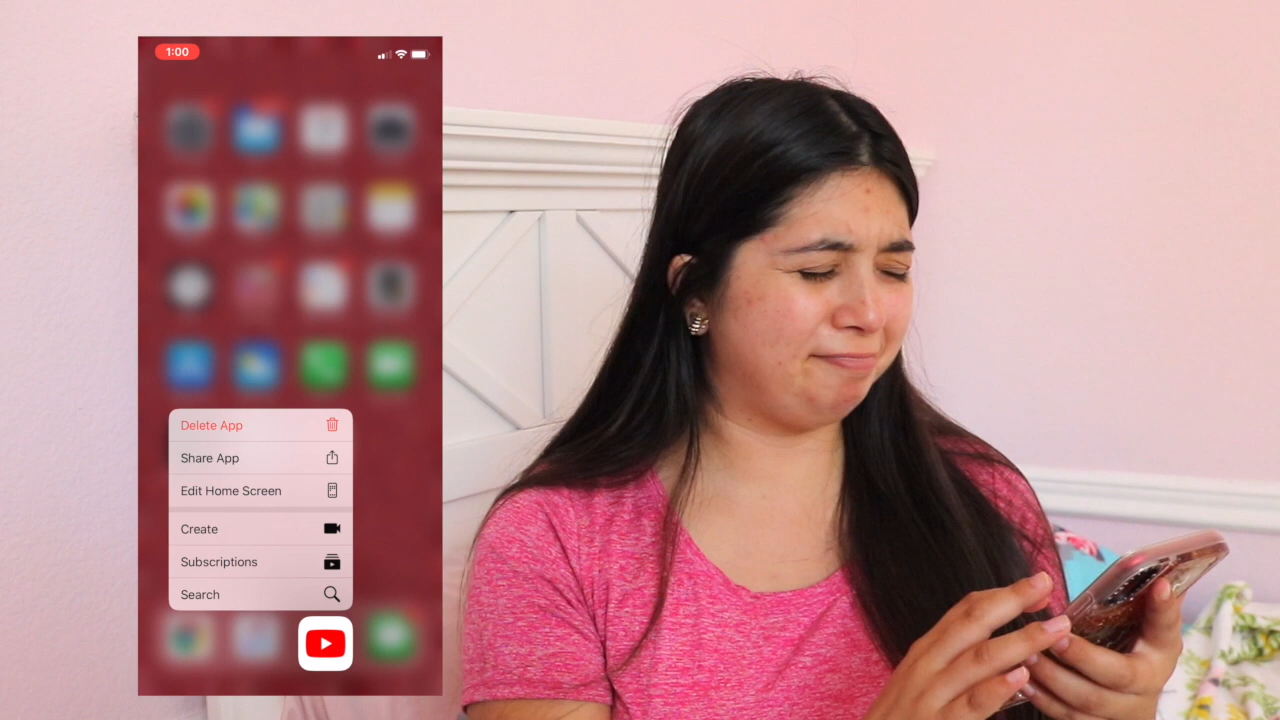 1:00
Delete App
Share App
Edit Home Screen
Create
Subscriptions
Search